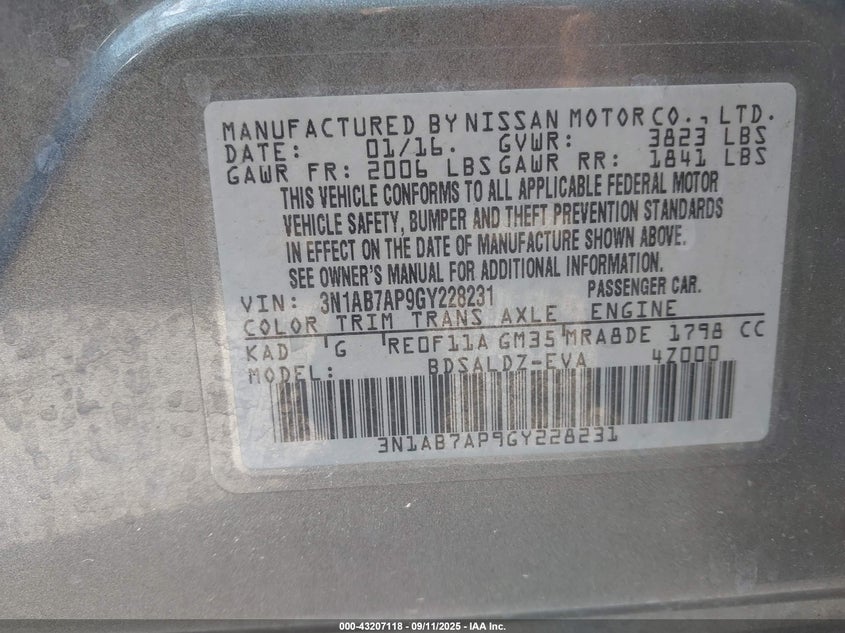 MANUFACTURED BY NISSAN MOTOR CO., LTD.
DATE: 01/16. GVWR: 3823 LBS
GAWR FR: 2006 LBS GAWR RR: 1841 LBS
THIS VEHICLE CONFORMS TO ALL APPLICABLE FEDERAL MOTOR
VEHICLE SAFETY, BUMPER AND THEFT PREVENTION STANDARDS
IN EFFECT ON THE DATE OF MANUFACTURE SHOWN ABOVE.
SEE OWNER'S MANUAL FOR ADDITIONAL INFORMATION.
VIN: 3N1AB7AP9GY228231 PASSENGER CAR.
COLOR TRIM TRANS AXLE ENGINE
KAD G RE0F11A GM35 MRA8DE 1798 CC
MODEL: BDSALDZ-EVA 4Z000
3N1AB7AP9GY228231
000-43207118 - 09/11/2025 - IAA Inc.